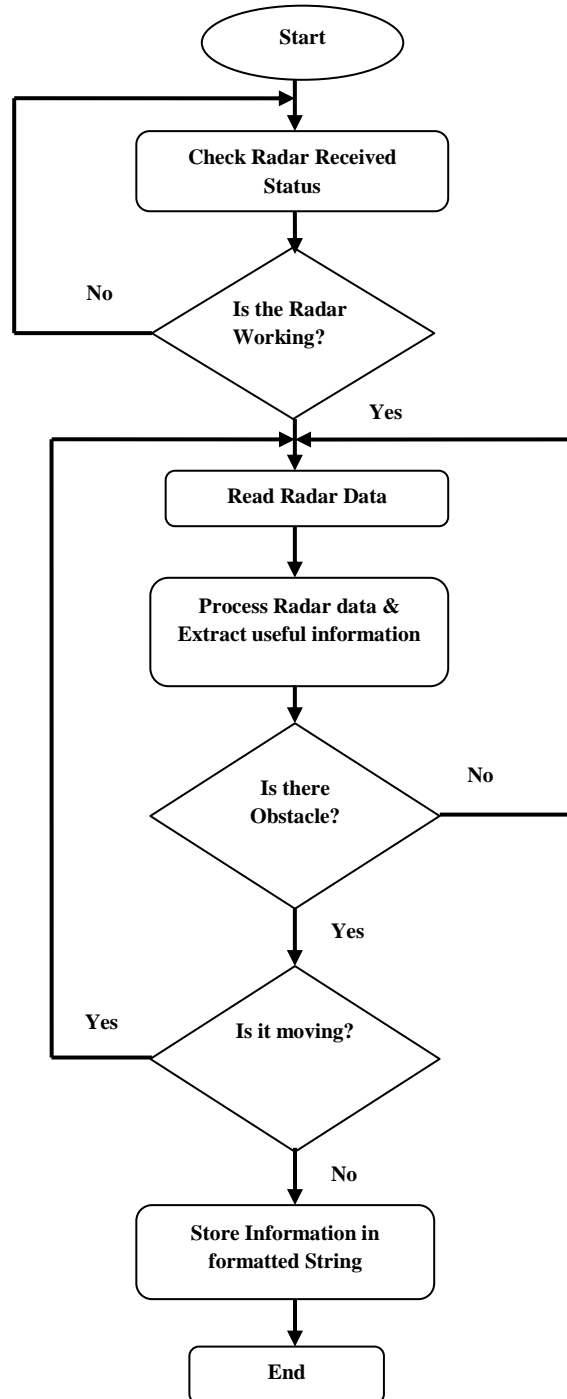 Start
Check Radar Received
Status
No
Is the Radar
Working?
Yes
Read Radar Data
Process Radar data &
Extract useful information
Is there
Obstacle?
No
Yes
Yes
Is it moving?
No
Store Information in
formatted String
End